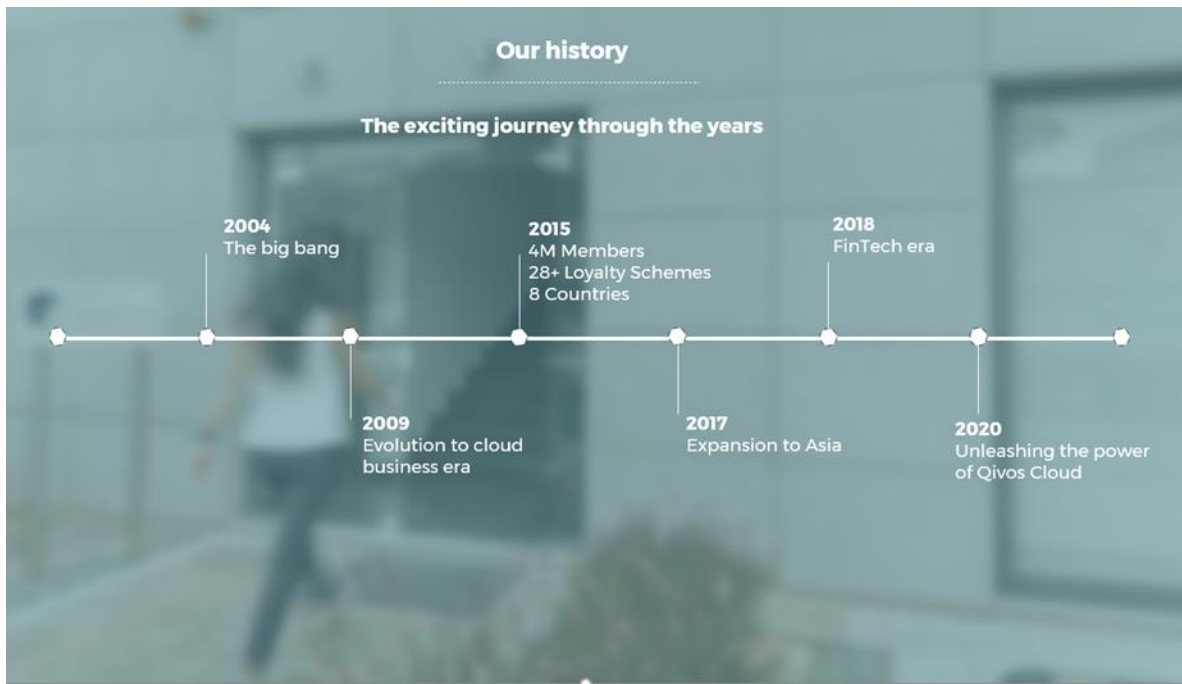 Our history
The exciting journey through the years
2004
The big bang
2015
4M Members
28+ Loyalty Schemes
8 Countries
2018
FinTech era
2009
Evolution to cloud
business era
2017
Expansion to Asia
2020
Unleashing the power
of Qivos Cloud